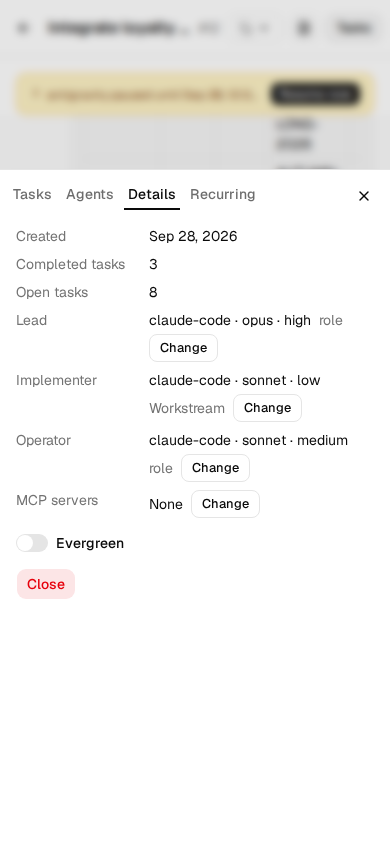 Tasks Agents Details Recurring
Created Sep 28, 2026
Completed tasks 3
Open tasks 8
Lead claude-code · opus · high role
Change
Implementer claude-code · sonnet · low
Workstream Change
Operator claude-code · sonnet · medium
role Change
MCP servers None Change
Evergreen
Close